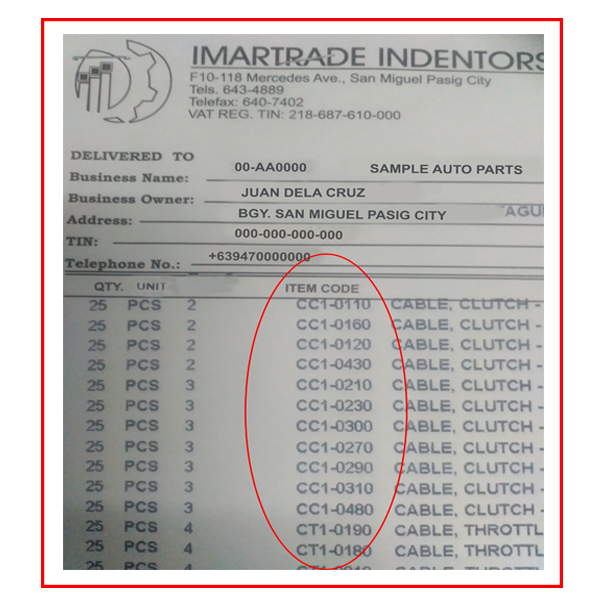 IMARTRADE INDENTORS
F10-118 Mercedes Ave., San Miguel Pasig City
Tels. 643-4889
Telefax: 640-7402
VAT REG. TIN: 218-687-610-000
DELIVERED TO
Business Name: 00-AA0000 SAMPLE AUTO PARTS
Business Owner: JUAN DELA CRUZ
Address: BGY. SAN MIGUEL PASIG CITY
TIN: 000-000-000-000
Telephone No.: +639470000000
QTY. UNIT ITEM CODE
25 PCS 2 CC1-0110 CABLE, CLUTCH -
25 PCS 2 CC1-0160 CABLE, CLUTCH -
25 PCS 2 CC1-0120 CABLE, CLUTCH -
25 PCS 2 CC1-0430 CABLE, CLUTCH -
25 PCS 3 CC1-0210 CABLE, CLUTCH -
25 PCS 3 CC1-0230 CABLE, CLUTCH -
25 PCS 3 CC1-0300 CABLE, CLUTCH -
25 PCS 3 CC1-0270 CABLE, CLUTCH -
25 PCS 3 CC1-0290 CABLE, CLUTCH -
25 PCS 3 CC1-0310 CABLE, CLUTCH -
25 PCS 3 CC1-0480 CABLE, CLUTCH -
25 PCS 4 CT1-0190 CABLE, THROTTL
25 PCS 4 CT1-0180 CABLE, THROTTL
25 PCS 4